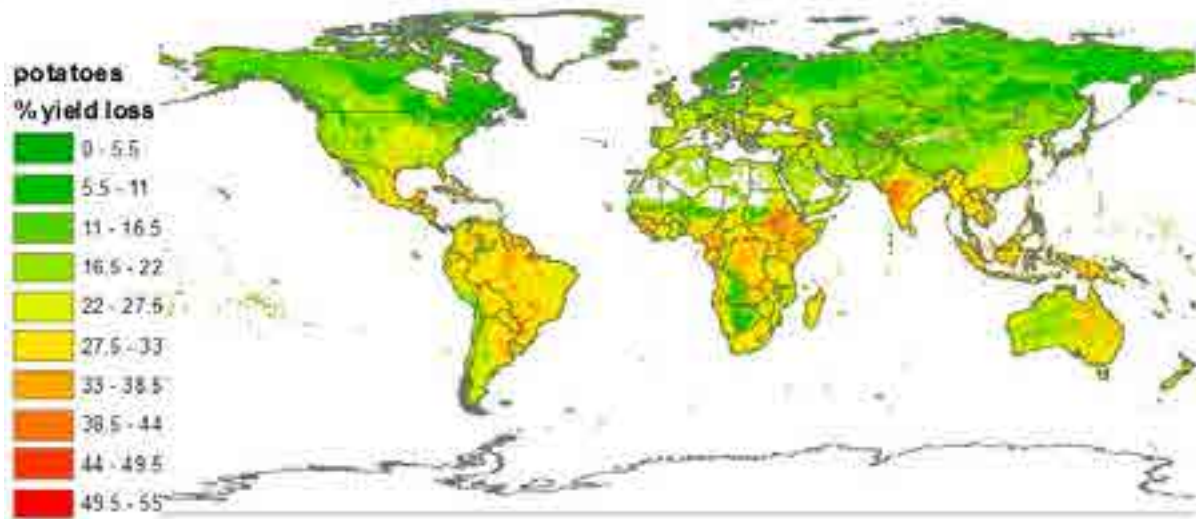 potatoes
% yield loss
0 - 5.5
5.5 - 11
11 - 16.5
16.5 - 22
22 - 27.5
27.5 - 33
33 - 38.5
38.5 - 44
44 - 49.5
49.5 - 55